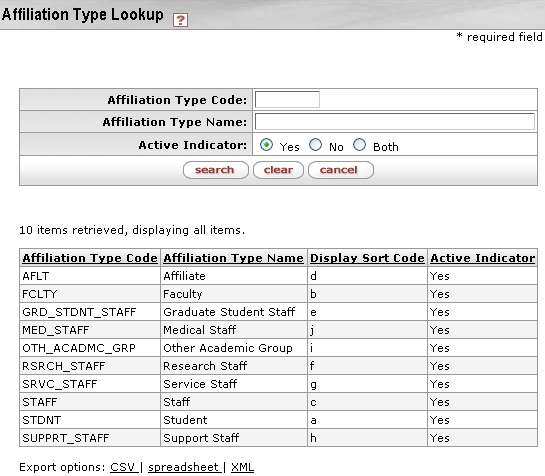 Affiliation Type Lookup ?
* required field
Affiliation Type Code:
Affiliation Type Name:
Active Indicator: Yes No Both
search clear cancel
10 items retrieved, displaying all items.
Affiliation Type Code Affiliation Type Name Display Sort Code Active Indicator
AFLT Affiliate d Yes
FCLTY Faculty b Yes
GRD_STDNT_STAFF Graduate Student Staff e Yes
MED_STAFF Medical Staff j Yes
OTH_ACADMC_GRP Other Academic Group i Yes
RSRCH_STAFF Research Staff f Yes
SRVC_STAFF Service Staff g Yes
STAFF Staff c Yes
STDNT Student a Yes
SUPPRT_STAFF Support Staff h Yes
Export options: CSV | spreadsheet | XML